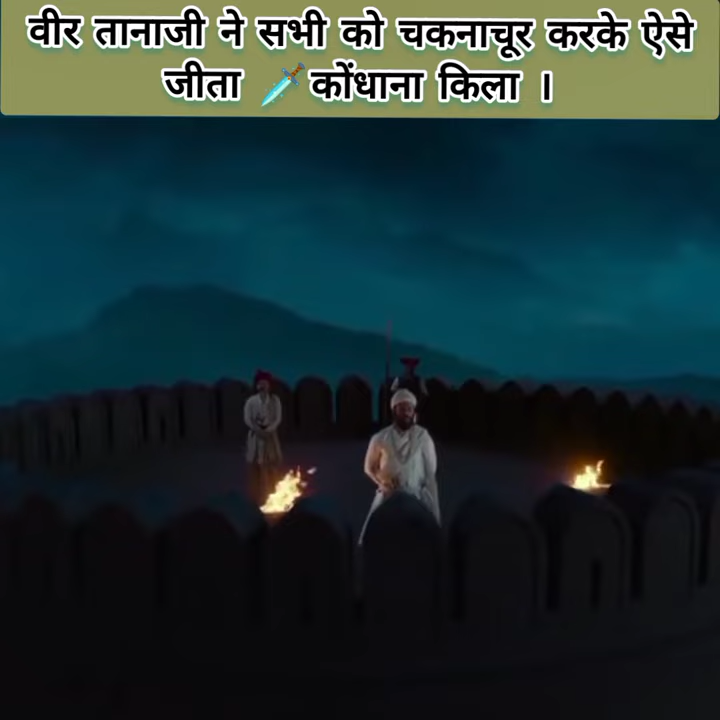 वीर तानाजी ने सभी को चकनाचूर करके ऐसे
जीता 🗡️कोंधाना किला ।